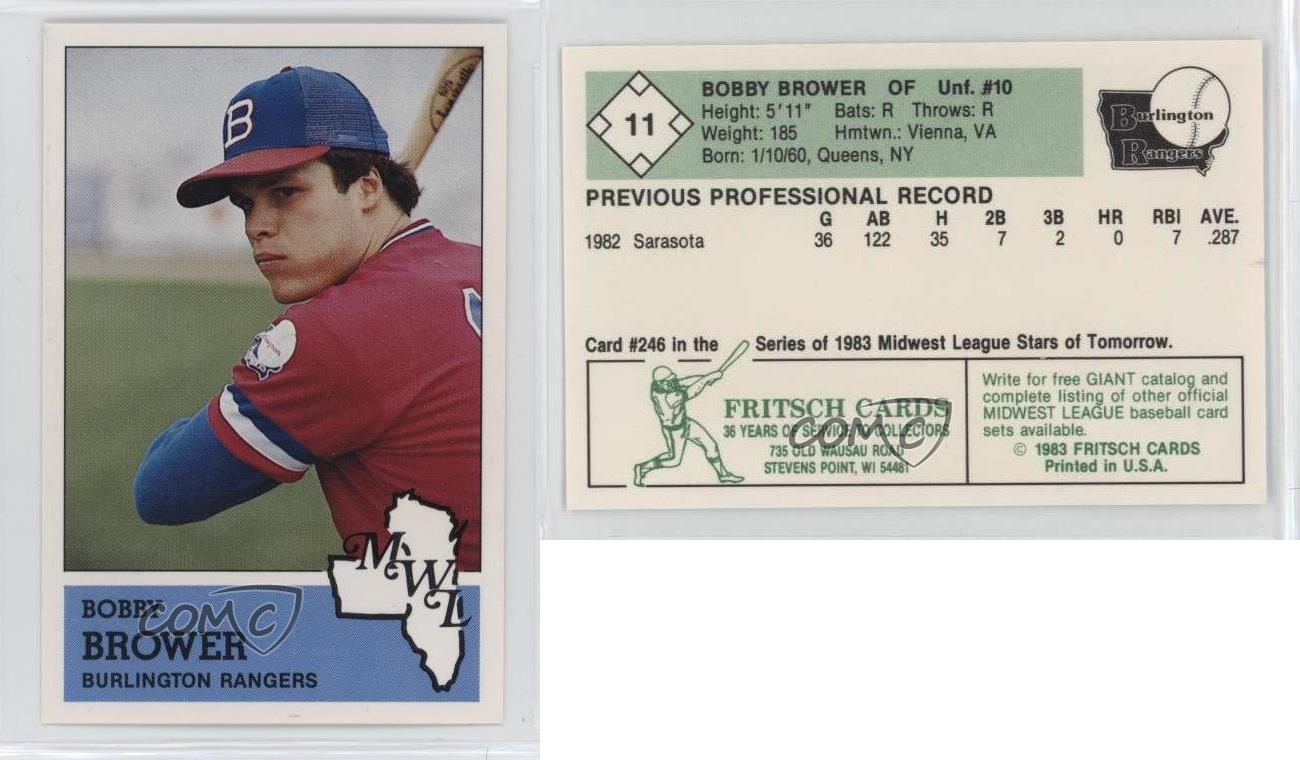 B
MWL
BOBBY
BROWER
BURLINGTON RANGERS
COMC
11
BOBBY BROWER OF Unf. #10
Height: 5'11" Bats: R Throws: R
Weight: 185 Hmtwn.: Vienna, VA
Born: 1/10/60, Queens, NY
Burlington
Rangers
PREVIOUS PROFESSIONAL RECORD
G AB H 2B 3B HR RBI AVE.
1982 Sarasota 36 122 35 7 2 0 7 .287
Card #246 in the Series of 1983 Midwest League Stars of Tomorrow.
FRITSCH CARDS
36 YEARS OF SERVICE TO COLLECTORS
735 OLD WAUSAU ROAD
STEVENS POINT, WI 54481
COMC
Write for free GIANT catalog and
complete listing of other official
MIDWEST LEAGUE baseball card
sets available.
© 1983 FRITSCH CARDS
Printed in U.S.A.